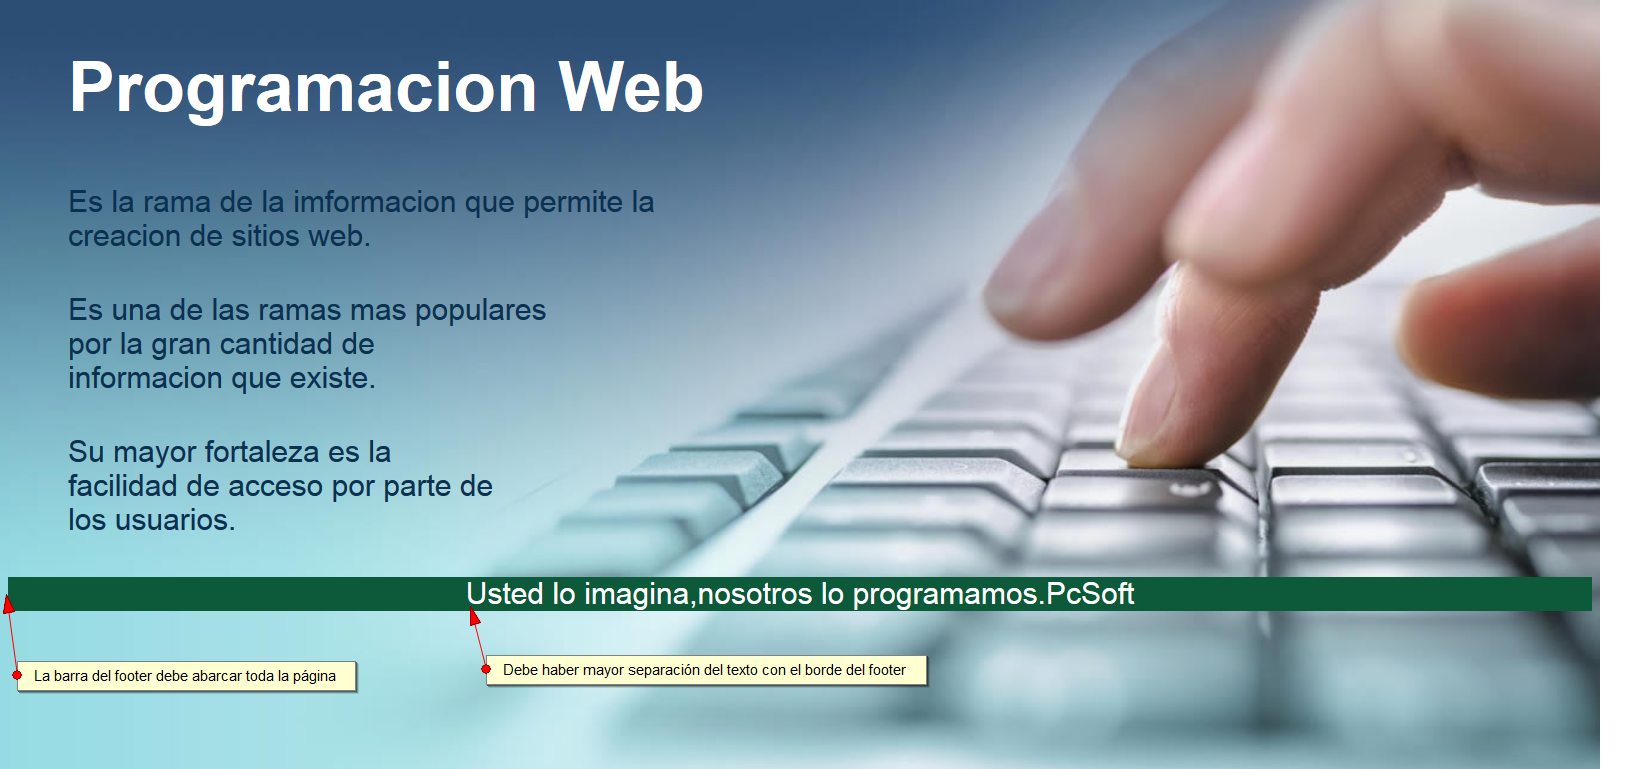 Programacion Web
Es la rama de la imformacion que permite la
creacion de sitios web.
Es una de las ramas mas populares
por la gran cantidad de
informacion que existe.
Su mayor fortaleza es la
facilidad de acceso por parte de
los usuarios.
Usted lo imagina,nosotros lo programamos.PcSoft
La barra del footer debe abarcar toda la página
Debe haber mayor separación del texto con el borde del footer